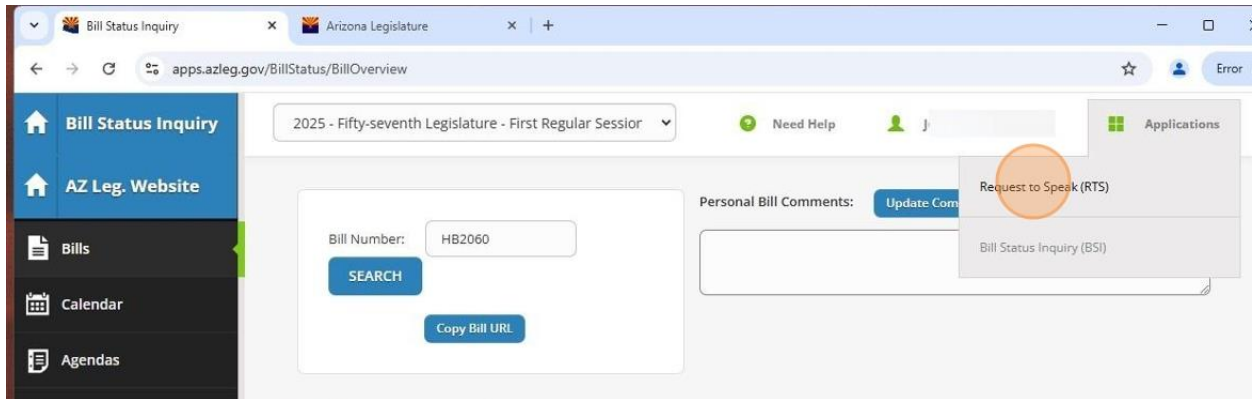 Bill Status Inquiry
Arizona Legislature
apps.azleg.gov/BillStatus/BillOverview
Error
Bill Status Inquiry
2025 - Fifty-seventh Legislature - First Regular Sessior
Need Help
J
Applications
AZ Leg. Website
Request to Speak (RTS)
Personal Bill Comments:
Update Com
Bill Number:
HB2060
Bill Status Inquiry (BSI)
Bills
SEARCH
Calendar
Copy Bill URL
Agendas